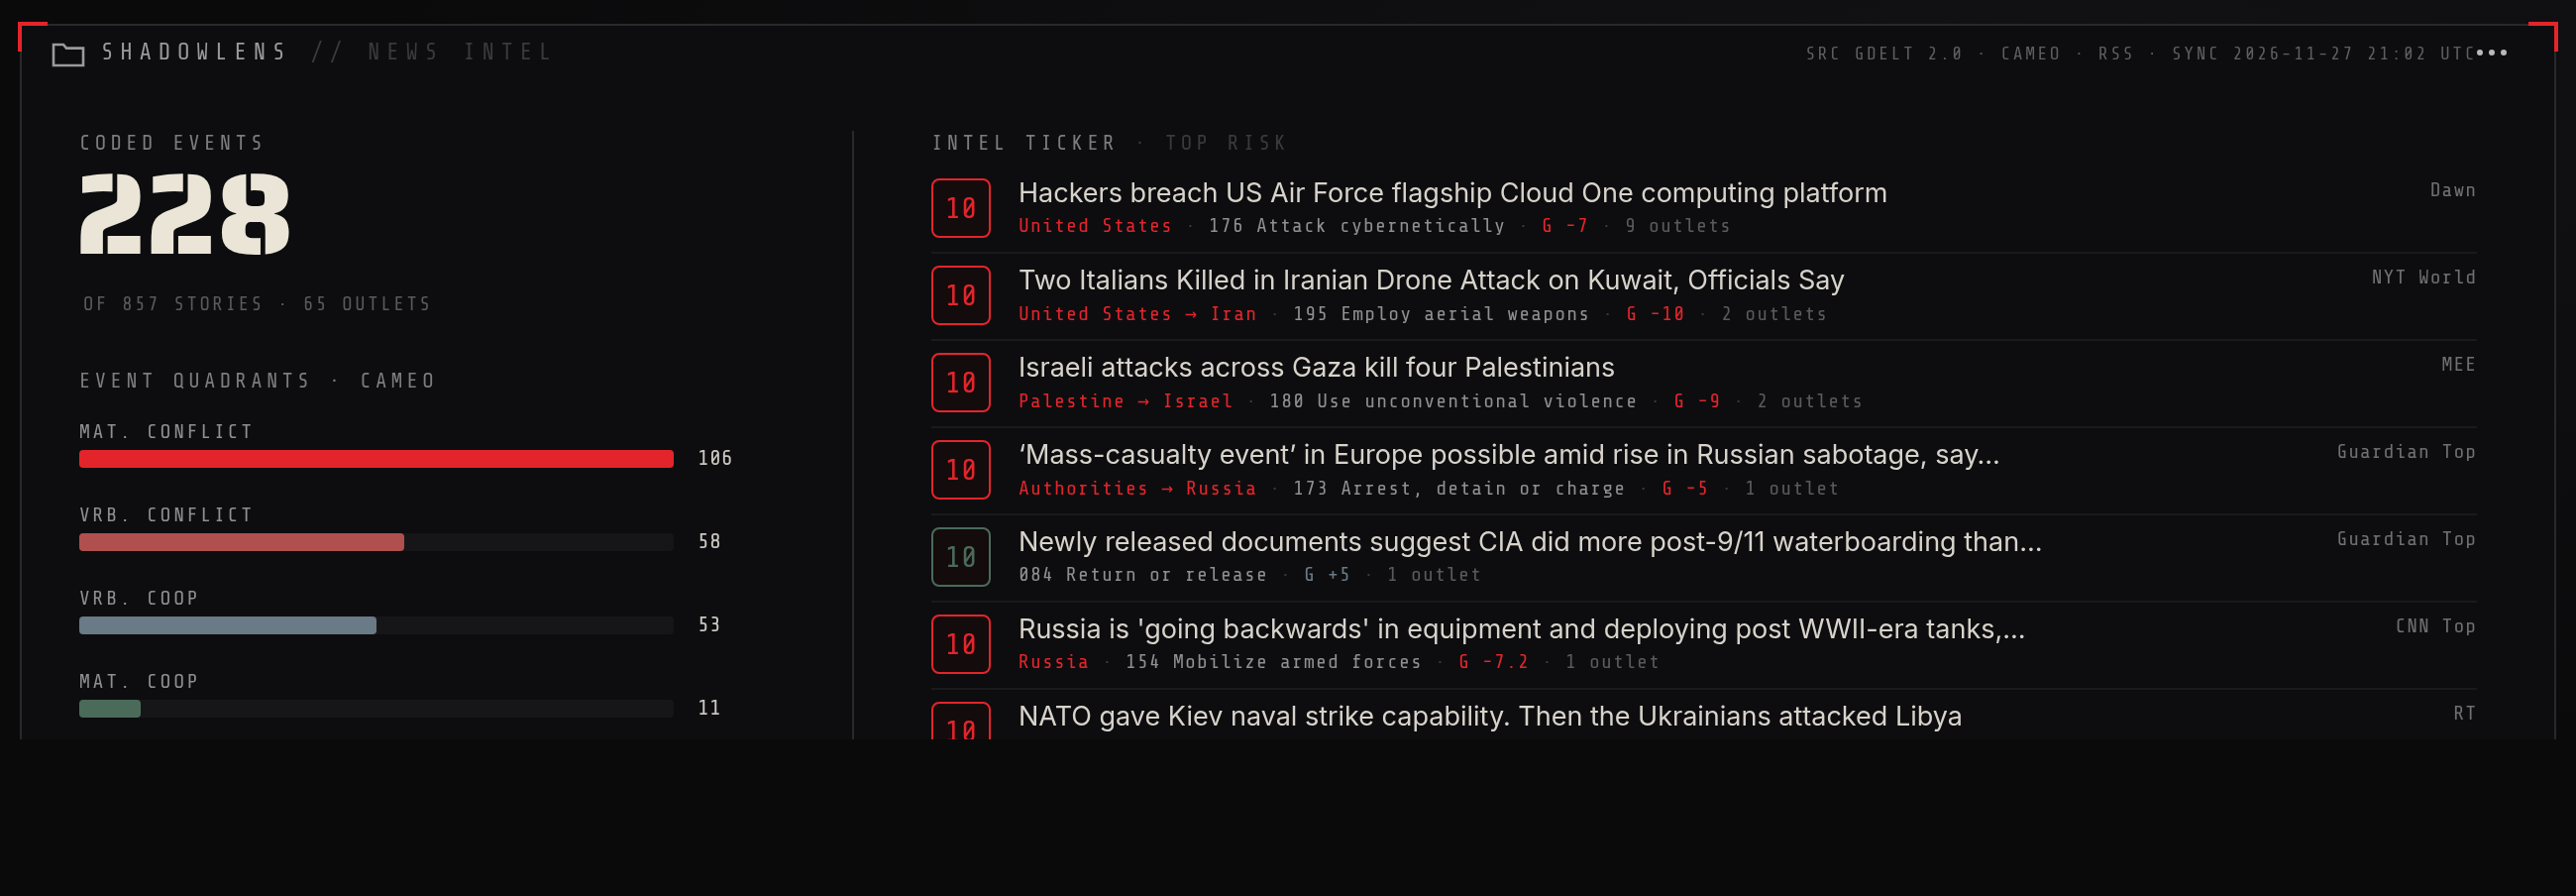 SHADOWLENS // NEWS INTEL
SRC GDELT 2.0 · CAMEO · RSS · SYNC 2026-11-27 21:02 UTC
CODED EVENTS
228
OF 857 STORIES · 65 OUTLETS
EVENT QUADRANTS · CAMEO
MAT. CONFLICT
106
VRB. CONFLICT
58
VRB. COOP
53
MAT. COOP
11
INTEL TICKER · TOP RISK
10 Hackers breach US Air Force flagship Cloud One computing platform Dawn
United States · 176 Attack cybernetically · G -7 · 9 outlets
10 Two Italians Killed in Iranian Drone Attack on Kuwait, Officials Say NYT World
United States → Iran · 195 Employ aerial weapons · G -10 · 2 outlets
10 Israeli attacks across Gaza kill four Palestinians MEE
Palestine → Israel · 180 Use unconventional violence · G -9 · 2 outlets
10 ‘Mass-casualty event’ in Europe possible amid rise in Russian sabotage, say... Guardian Top
Authorities → Russia · 173 Arrest, detain or charge · G -5 · 1 outlet
10 Newly released documents suggest CIA did more post-9/11 waterboarding than... Guardian Top
084 Return or release · G +5 · 1 outlet
10 Russia is 'going backwards' in equipment and deploying post WWII-era tanks,... CNN Top
Russia · 154 Mobilize armed forces · G -7.2 · 1 outlet
10 NATO gave Kiev naval strike capability. Then the Ukrainians attacked Libya RT